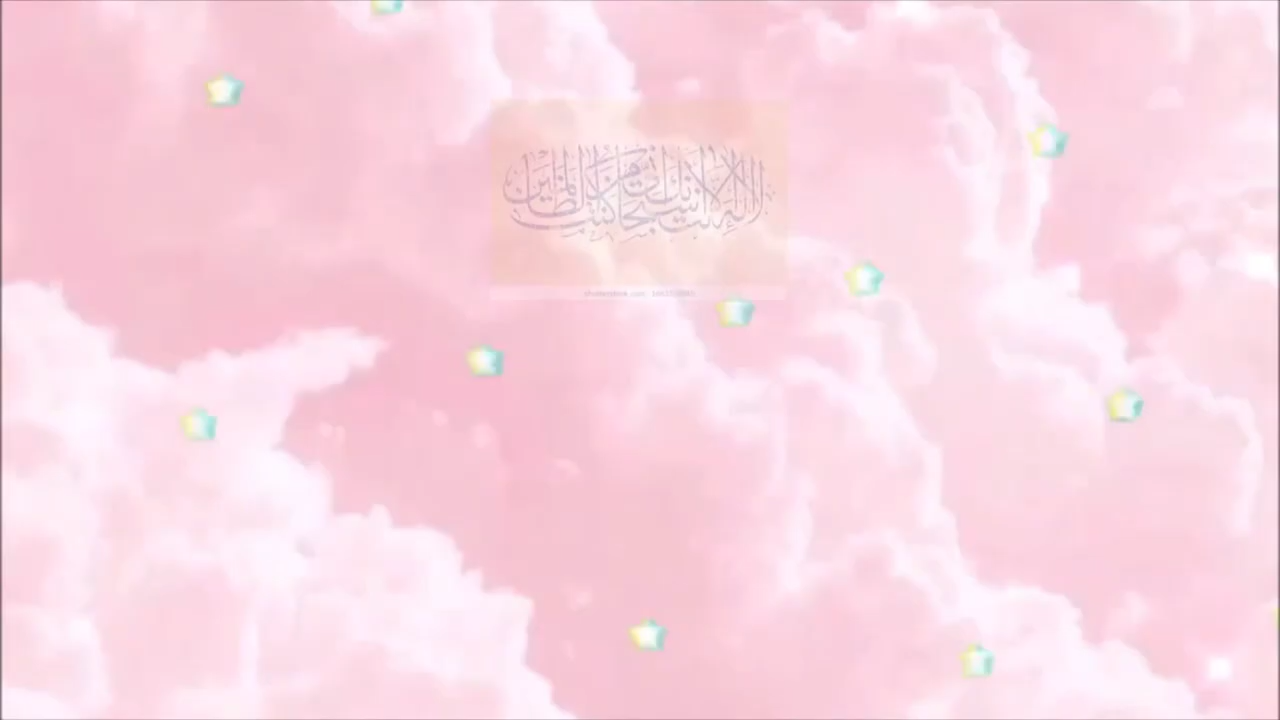 لا إله إلا أنت سبحانك إني كنت من الظالمين